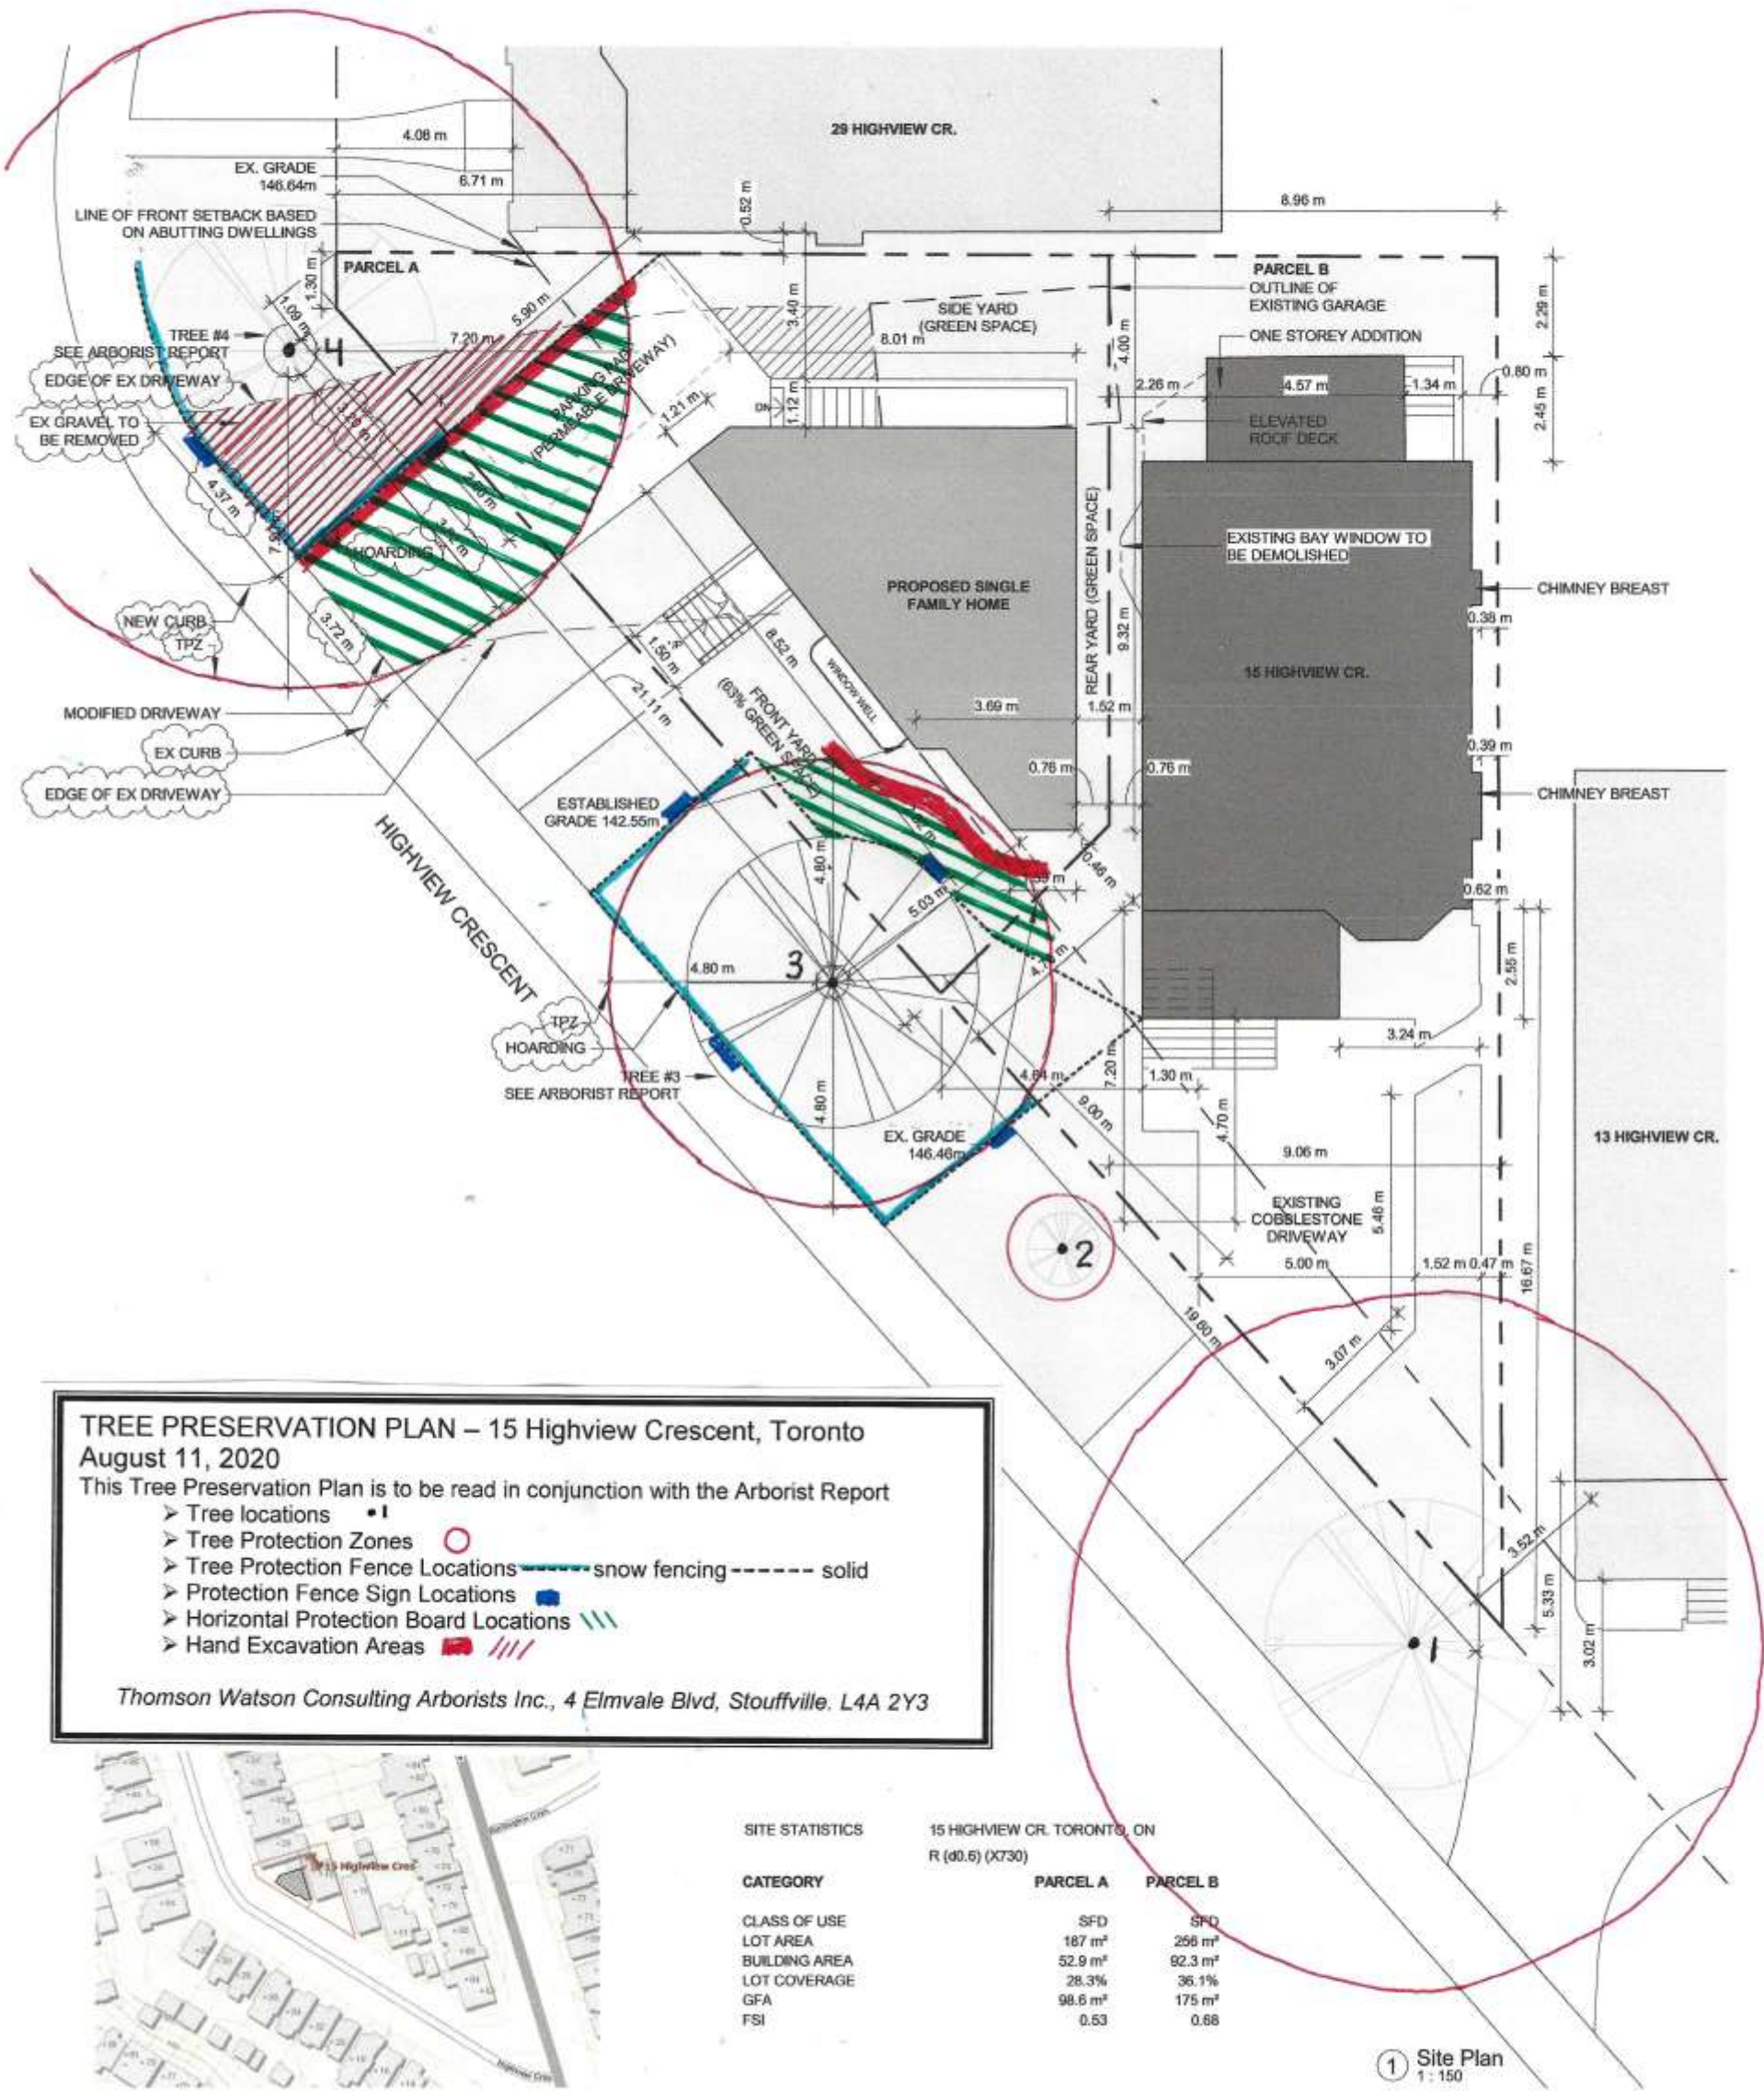 29 HIGHVIEW CR.
4.08 m
6.71 m
EX. GRADE
146.64m
LINE OF FRONT SETBACK BASED
ON ABUTTING DWELLINGS
0.52 m
8.96 m
PARCEL A
1.30 m
1.09 m
5.90 m
7.20 m
3.40 m
SIDE YARD
(GREEN SPACE)
8.01 m
4.00 m
PARCEL B
OUTLINE OF
EXISTING GARAGE
ONE STOREY ADDITION
2.29 m
TREE #4
SEE ARBORIST REPORT
4
EDGE OF EX DRIVEWAY
EX GRAVEL TO
BE REMOVED
(PERMEABLE DRIVEWAY)
1.21 m
DN
1.12 m
2.26 m
4.57 m
1.34 m
0.80 m
2.45 m
ELEVATED
ROOF DECK
4.37 m
HOARDING
REAR YARD (GREEN SPACE)
EXISTING BAY WINDOW TO
BE DEMOLISHED
PROPOSED SINGLE
FAMILY HOME
CHIMNEY BREAST
0.38 m
NEW CURB
TPZ
3.72 m
1.50 m
8.52 m
9.32 m
15 HIGHVIEW CR.
WINDOW WELL
21.11 m
FRONT YARD
(63% GREEN SPACE)
3.69 m
1.52 m
MODIFIED DRIVEWAY
EX CURB
0.39 m
0.76 m
0.76 m
EDGE OF EX DRIVEWAY
CHIMNEY BREAST
ESTABLISHED
GRADE 142.55m
HIGHVIEW CRESCENT
4.80 m
0.46 m
5.03 m
0.62 m
4.80 m
3
2.55 m
TPZ
HOARDING
3.24 m
TREE #3
SEE ARBORIST REPORT
4.80 m
4.64 m
7.20 m
1.30 m
9.00 m
4.70 m
EX. GRADE
146.46m
13 HIGHVIEW CR.
9.06 m
EXISTING
COBBLESTONE
DRIVEWAY
5.46 m
2
5.00 m
1.52 m 0.47 m
16.67 m
19.60 m
3.07 m
TREE PRESERVATION PLAN – 15 Highview Crescent, Toronto
August 11, 2020
This Tree Preservation Plan is to be read in conjunction with the Arborist Report
➢ Tree locations •1
➢ Tree Protection Zones
➢ Tree Protection Fence Locations snow fencing solid
➢ Protection Fence Sign Locations
➢ Horizontal Protection Board Locations
➢ Hand Excavation Areas
Thomson Watson Consulting Arborists Inc., 4 Elmvale Blvd, Stouffville. L4A 2Y3
3.52 m
5.33 m
3.02 m
1
15 Highview Cres
SITE STATISTICS 15 HIGHVIEW CR. TORONTO, ON
R (d0.6) (X730)
CATEGORY PARCEL A PARCEL B
CLASS OF USE SFD SFD
LOT AREA 187 m² 256 m²
BUILDING AREA 52.9 m² 92.3 m²
LOT COVERAGE 28.3% 36.1%
GFA 98.6 m² 175 m²
FSI 0.53 0.68
1 Site Plan
1 : 150